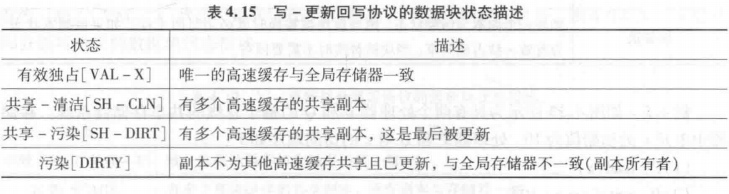 表 4.15 写-更新回写协议的数据块状态描述
状态 描述
有效独占[VAL-X] 唯一的高速缓存与全局存储器一致
共享-清洁[SH-CLN] 有多个高速缓存的共享副本
共享-污染[SH-DIRT] 有多个高速缓存的共享副本,这是最后被更新
污染[DIRTY] 副本不为其他高速缓存共享且已更新,与全局存储器不一致(副本所有者)